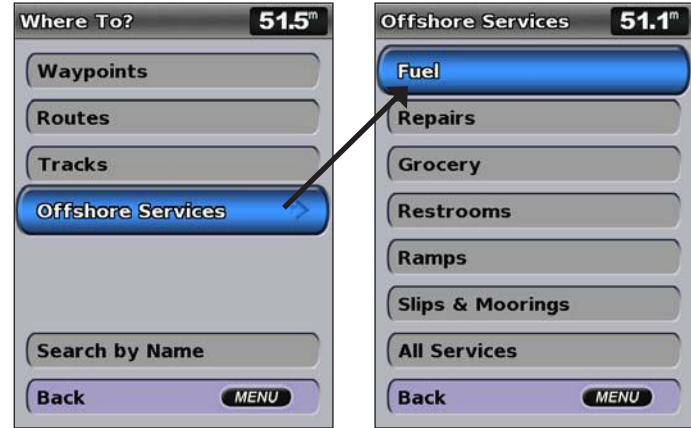 Where To? 51.5m
Waypoints
Routes
Tracks
Offshore Services
Search by Name
Back MENU
Offshore Services 51.1m
Fuel
Repairs
Grocery
Restrooms
Ramps
Slips & Moorings
All Services
Back MENU